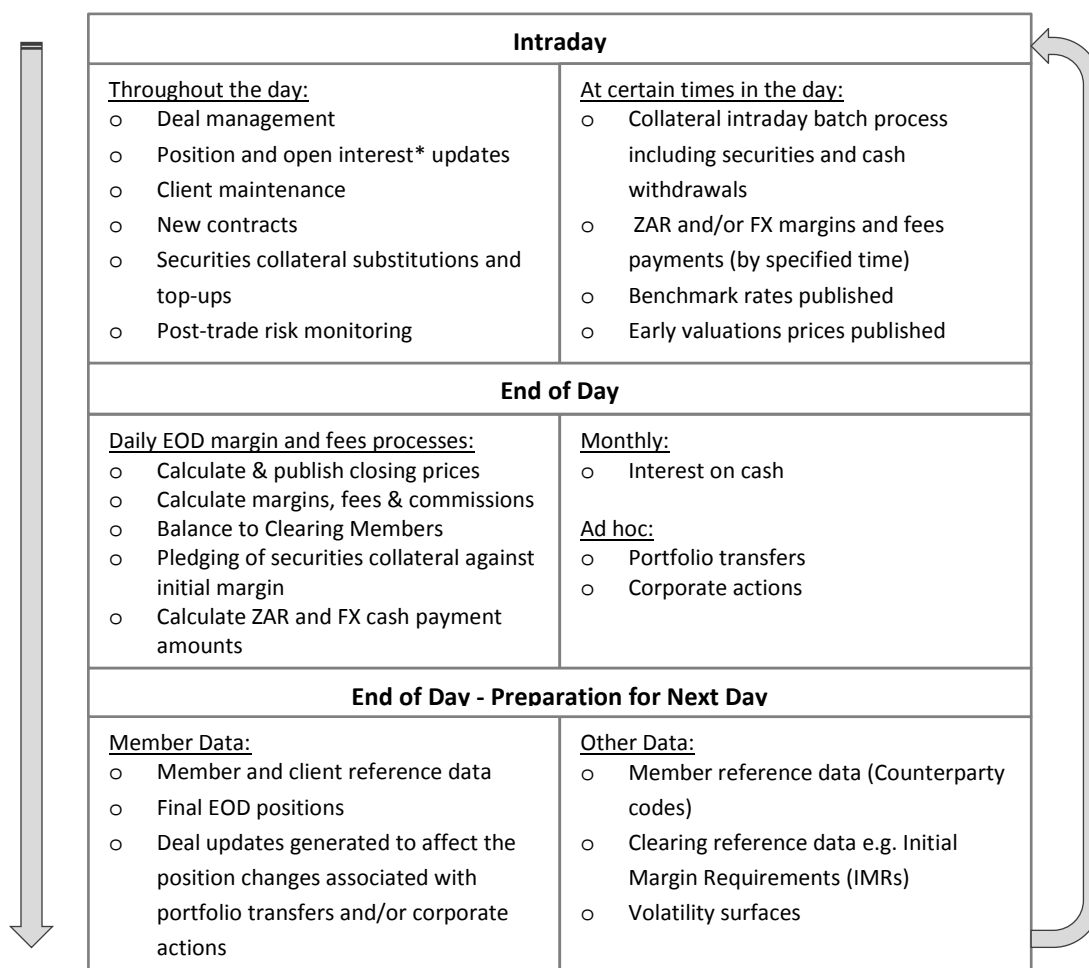 Intraday
Throughout the day:
o Deal management
o Position and open interest* updates
o Client maintenance
o New contracts
o Securities collateral substitutions and
top-ups
o Post-trade risk monitoring
At certain times in the day:
o Collateral intraday batch process
including securities and cash
withdrawals
o ZAR and/or FX margins and fees
payments (by specified time)
o Benchmark rates published
o Early valuations prices published
End of Day
Daily EOD margin and fees processes:
o Calculate & publish closing prices
o Calculate margins, fees & commissions
o Balance to Clearing Members
o Pledging of securities collateral against
initial margin
o Calculate ZAR and FX cash payment
amounts
Monthly:
o Interest on cash
Ad hoc:
o Portfolio transfers
o Corporate actions
End of Day - Preparation for Next Day
Member Data:
o Member and client reference data
o Final EOD positions
o Deal updates generated to affect the
position changes associated with
portfolio transfers and/or corporate
actions
Other Data:
o Member reference data (Counterparty
codes)
o Clearing reference data e.g. Initial
Margin Requirements (IMRs)
o Volatility surfaces